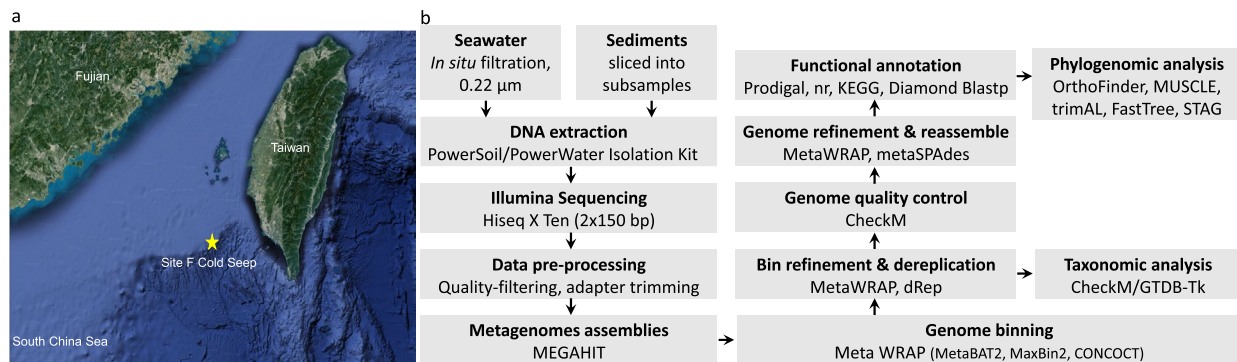 a
Fujian
Taiwan
Site F Cold Seep
South China Sea
b
Seawater
In situ filtration,
0.22 µm
Sediments
sliced into
subsamples
DNA extraction
PowerSoil/PowerWater Isolation Kit
Illumina Sequencing
Hiseq X Ten (2x150 bp)
Data pre-processing
Quality-filtering, adapter trimming
Metagenomes assemblies
MEGAHIT
Genome binning
Meta WRAP (MetaBAT2, MaxBin2, CONCOCT)
Bin refinement & dereplication
MetaWRAP, dRep
Taxonomic analysis
CheckM/GTDB-Tk
Genome quality control
CheckM
Genome refinement & reassemble
MetaWRAP, metaSPAdes
Functional annotation
Prodigal, nr, KEGG, Diamond Blastp
Phylogenomic analysis
OrthoFinder, MUSCLE,
trimAL, FastTree, STAG